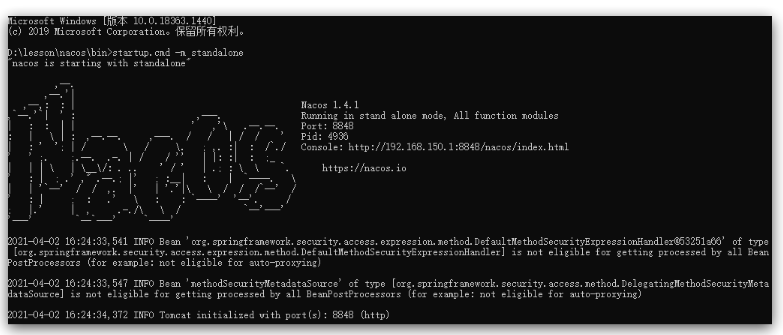 Microsoft Windows [版本 10.0.18363.1440]
(c) 2019 Microsoft Corporation。保留所有权利。
D:\lesson\nacos\bin>startup.cmd -m standalone
"nacos is starting with standalone"
Nacos 1.4.1
Running in stand alone mode, All function modules
Port: 8848
Pid: 4936
Console: http://192.168.150.1:8848/nacos/index.html
https://nacos.io
2021-04-02 16:24:33,541 INFO Bean 'org.springframework.security.access.expression.method.DefaultMethodSecurityExpressionHandler@53251a66' of type
[org.springframework.security.access.expression.method.DefaultMethodSecurityExpressionHandler] is not eligible for getting processed by all Bean
PostProcessors (for example: not eligible for auto-proxying)
2021-04-02 16:24:33,547 INFO Bean 'methodSecurityMetadataSource' of type [org.springframework.security.access.method.DelegatingMethodSecurityMeta
dataSource] is not eligible for getting processed by all BeanPostProcessors (for example: not eligible for auto-proxying)
2021-04-02 16:24:34,372 INFO Tomcat initialized with port(s): 8848 (http)